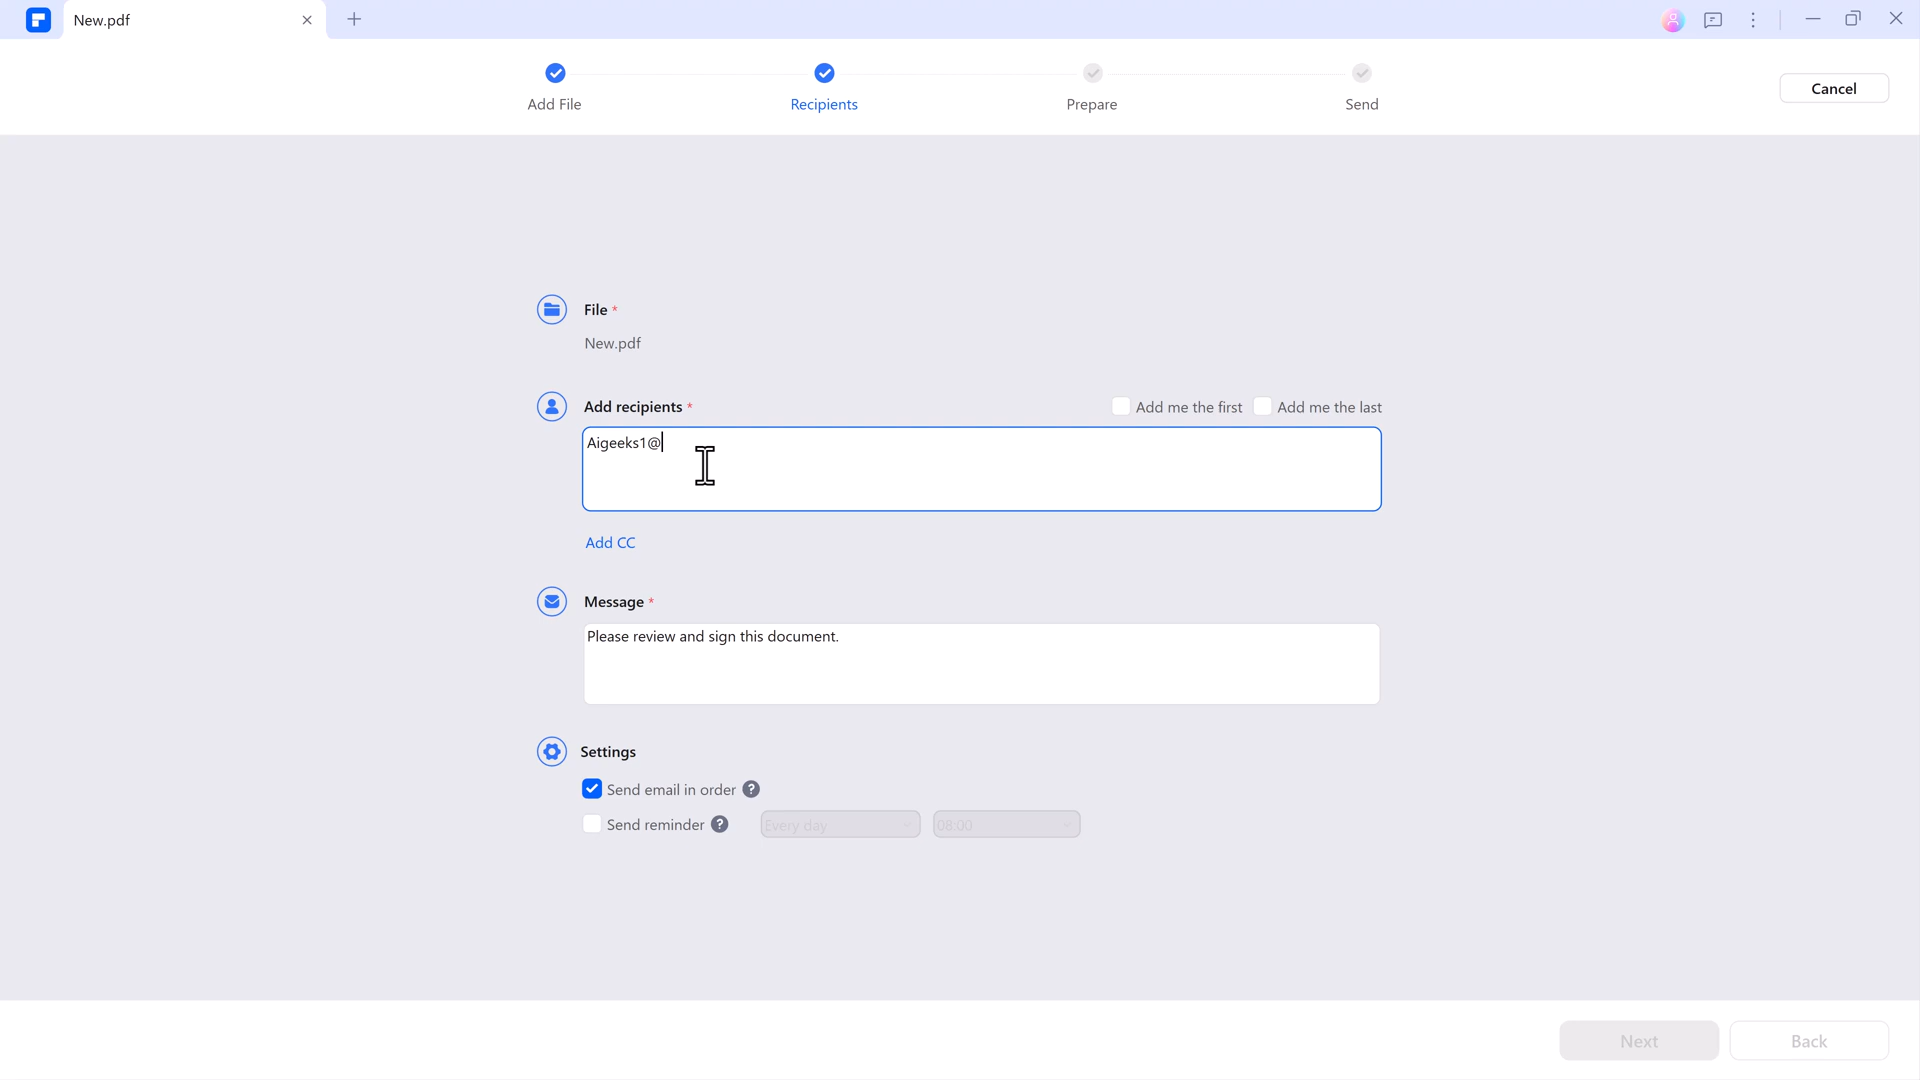 New.pdf
Add File
Recipients
Prepare
Send
Cancel
File *
New.pdf
Add recipients *
Add me the first
Add me the last
Aigeeks1@
Add CC
Message *
Please review and sign this document.
Settings
Send email in order ?
Send reminder ?
Every day
08:00
Next
Back